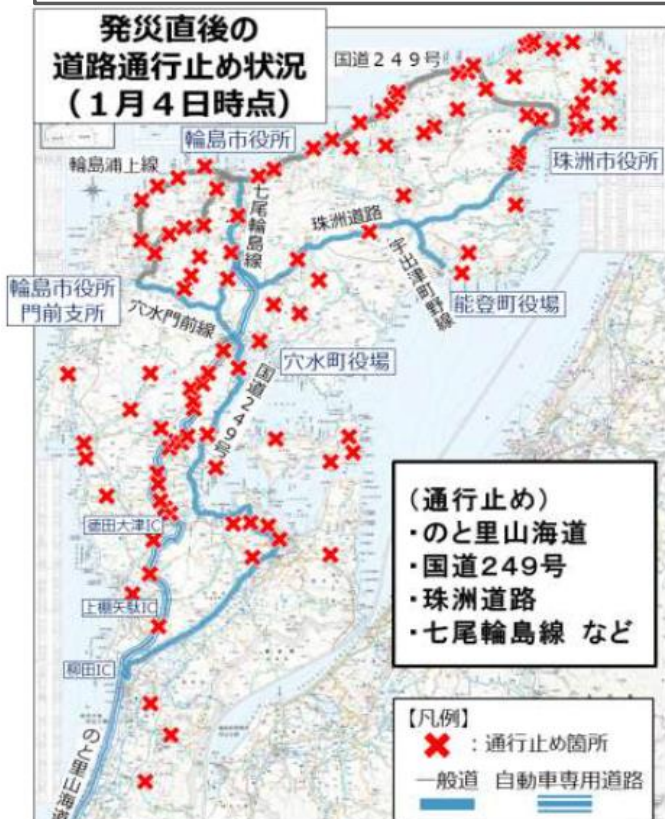 発災直後の
道路通行止め状況
（１月４日時点）
国道２４９号
輪島市役所
輪島浦上線
珠洲市役所
七尾輪島線
珠洲道路
宇出津町野線
輪島市役所
門前支所
能登町役場
穴水門前線
穴水町役場
国道２４９号
（通行止め）
・のと里山海道
・国道249号
・珠洲道路
・七尾輪島線 など
徳田大津IC
上棚矢駄IC
柳田IC
のと里山海道
【凡例】
：通行止め箇所
一般道 自動車専用道路